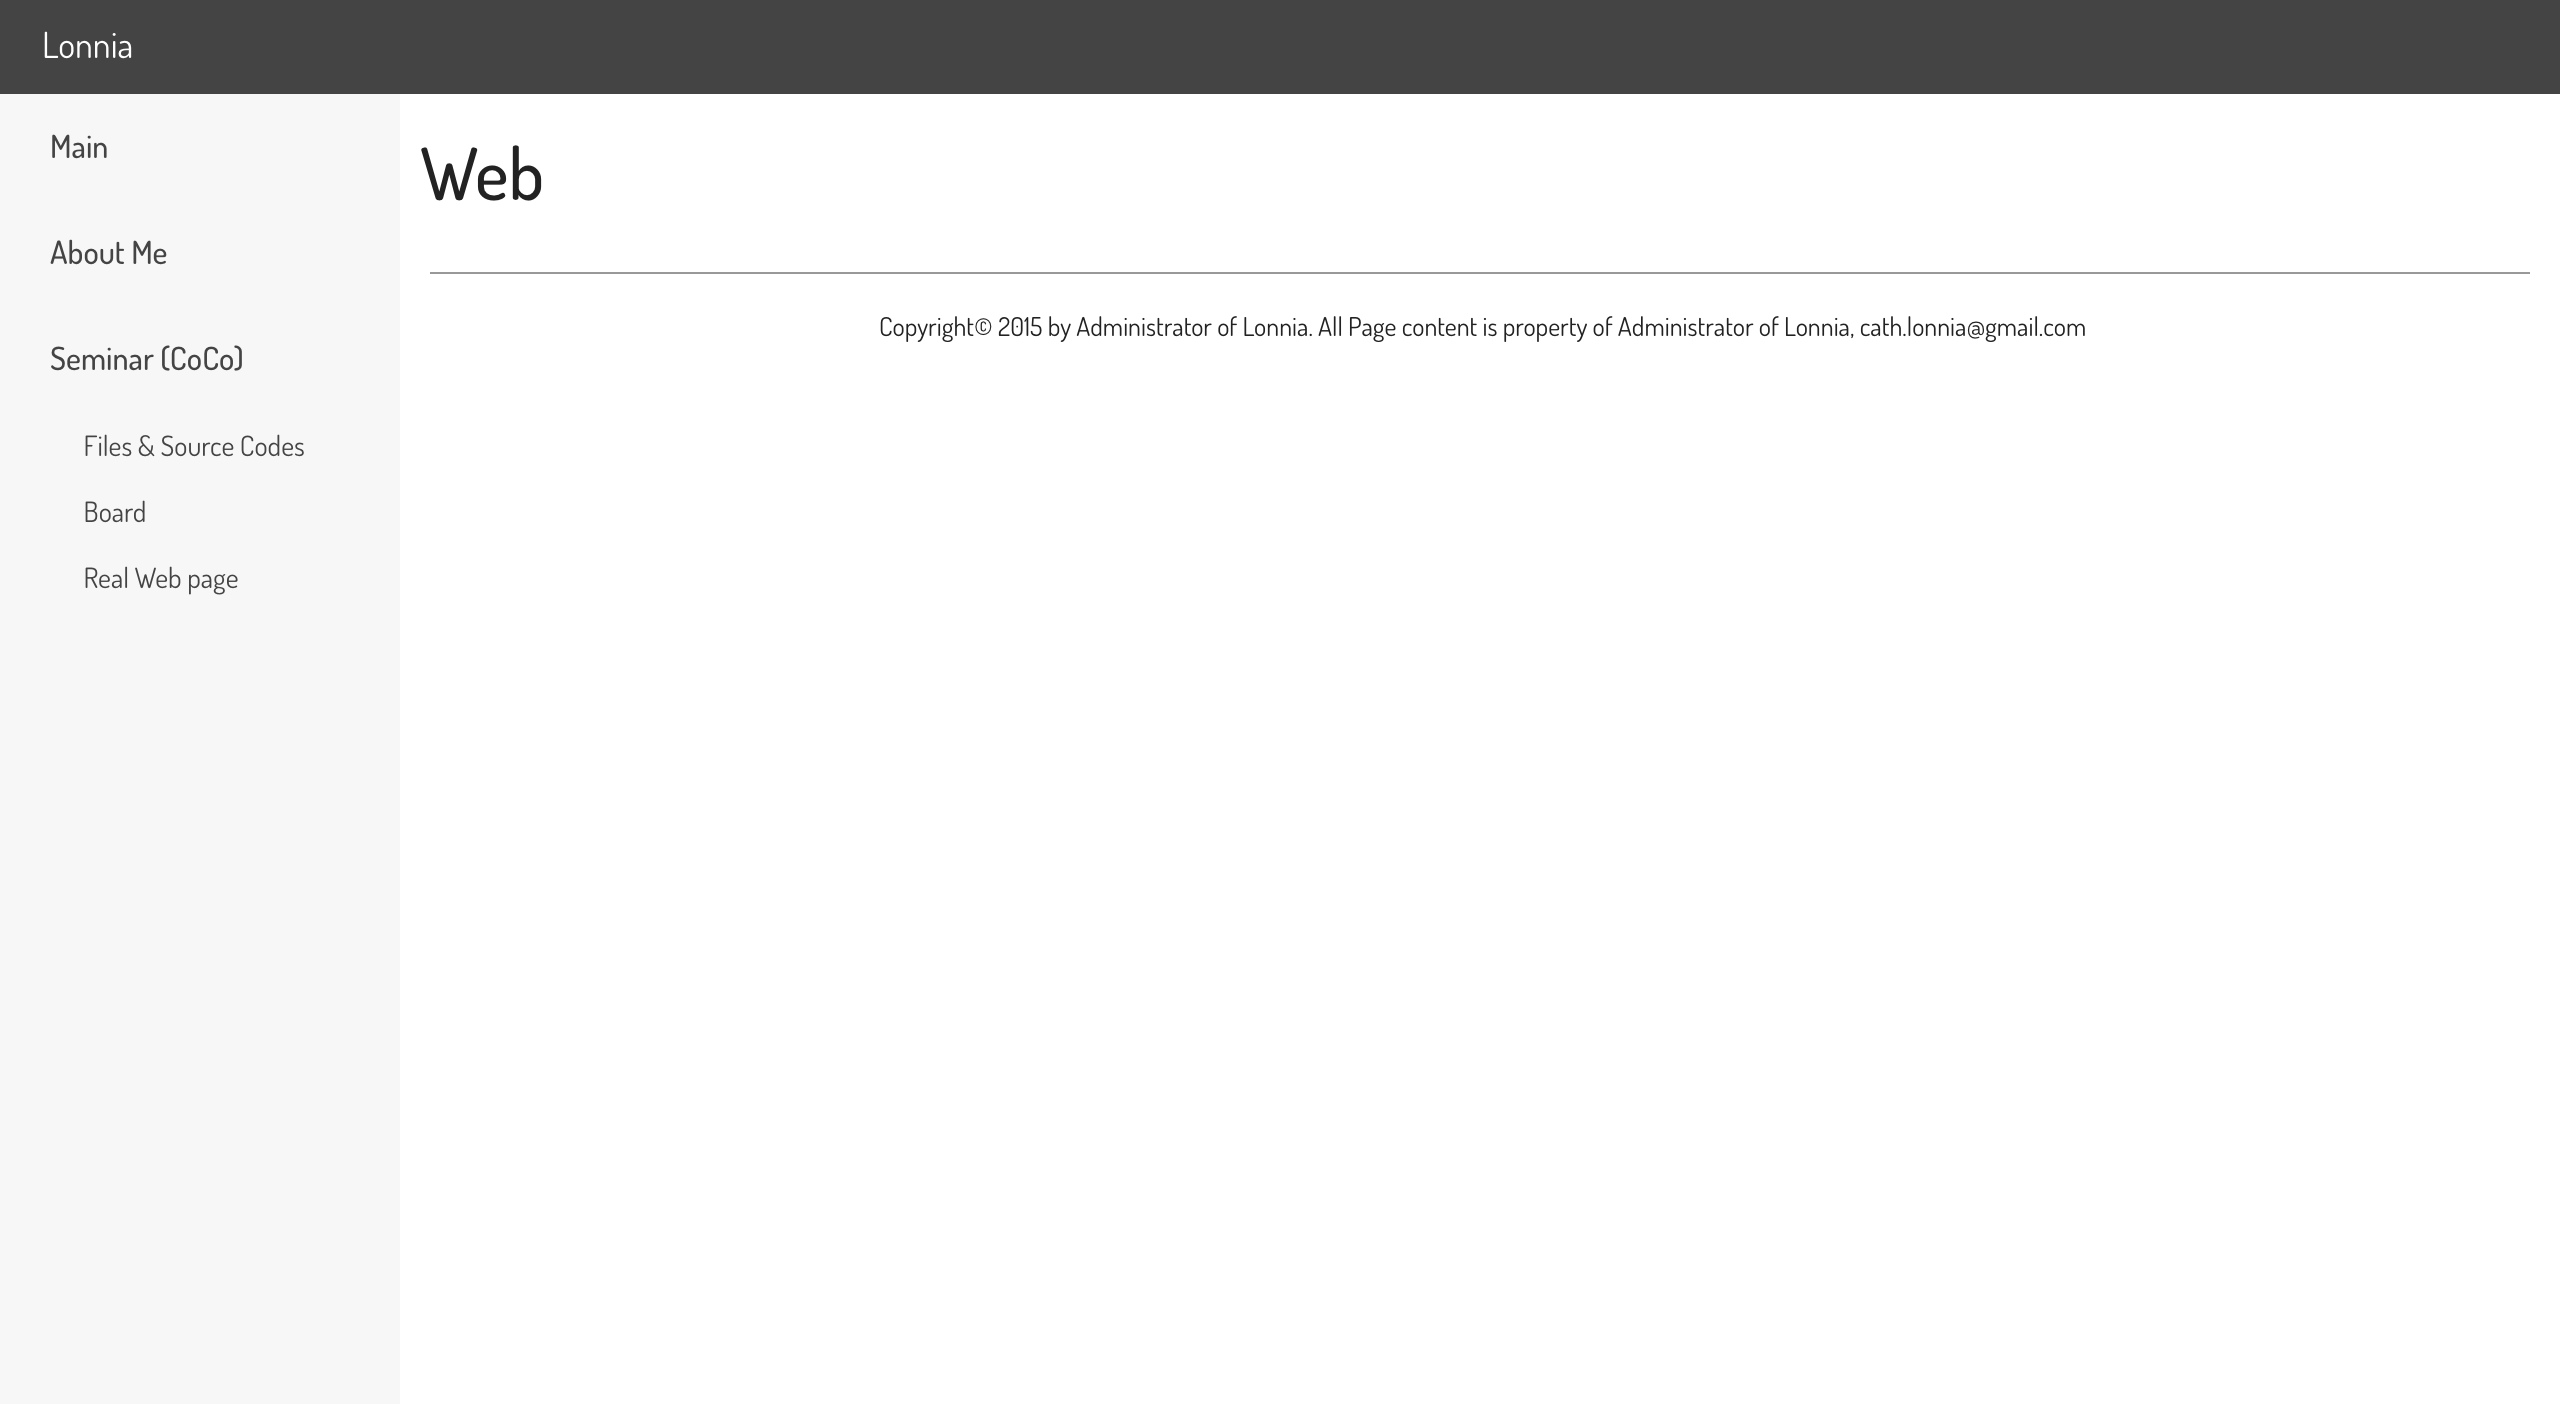 Lonnia
Main
About Me
Seminar (CoCo)
Files & Source Codes
Board
Real Web page
Web
Copyright© 2015 by Administrator of Lonnia. All Page content is property of Administrator of Lonnia, cath.lonnia@gmail.com